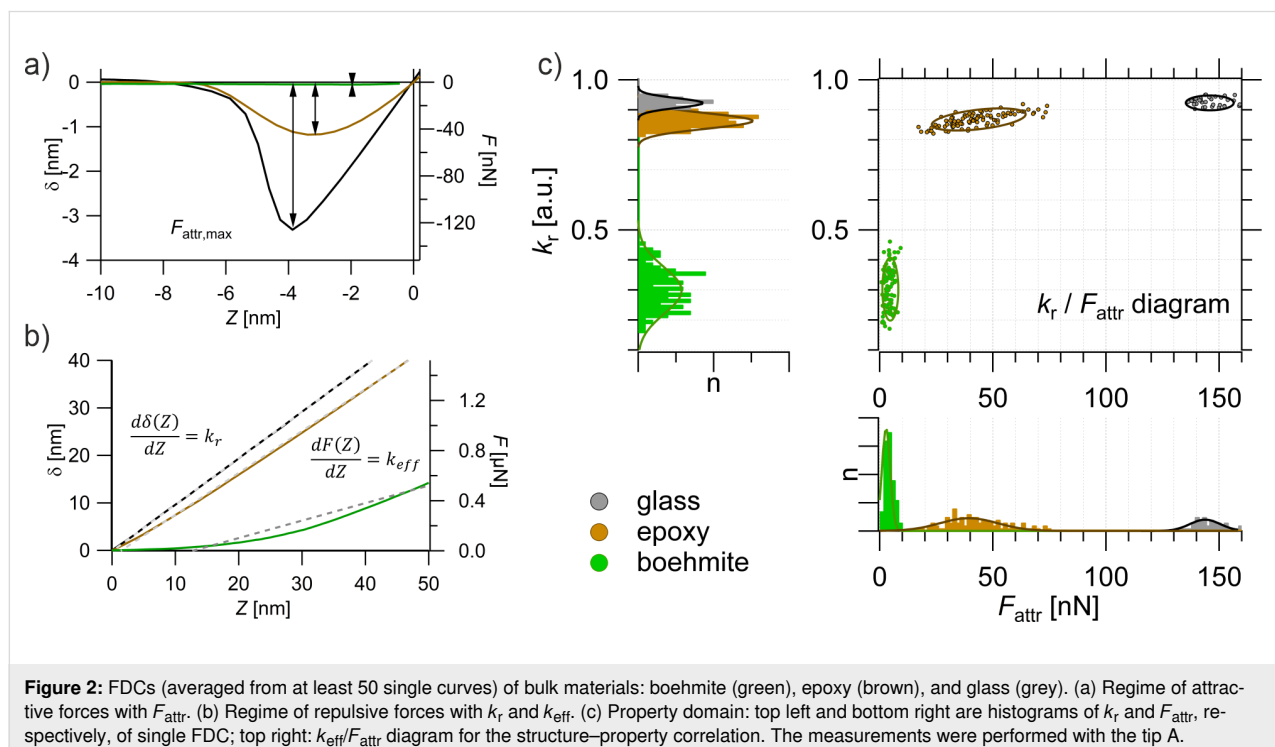 a)
0
-1
-2
-3
-4
δ [nm]
0
-40
-80
-120
F [nN]
F_attr,max
-10 -8 -6 -4 -2 0
Z [nm]
b)
40
30
20
10
0
δ [nm]
dδ(Z)/dZ = k_r
dF(Z)/dZ = k_eff
1.2
0.8
0.4
0.0
F [µN]
0 10 20 30 40 50
Z [nm]
c)
1.0
0.5
k_r [a.u.]
n
1.0
0.5
k_r / F_attr diagram
0 50 100 150
glass
epoxy
boehmite
n
0 50 100 150
F_attr [nN]
Figure 2: FDCs (averaged from at least 50 single curves) of bulk materials: boehmite (green), epoxy (brown), and glass (grey). (a) Regime of attrac-
tive forces with F_attr. (b) Regime of repulsive forces with k_r and k_eff. (c) Property domain: top left and bottom right are histograms of k_r and F_attr, re-
spectively, of single FDC; top right: k_eff/F_attr diagram for the structure–property correlation. The measurements were performed with the tip A.